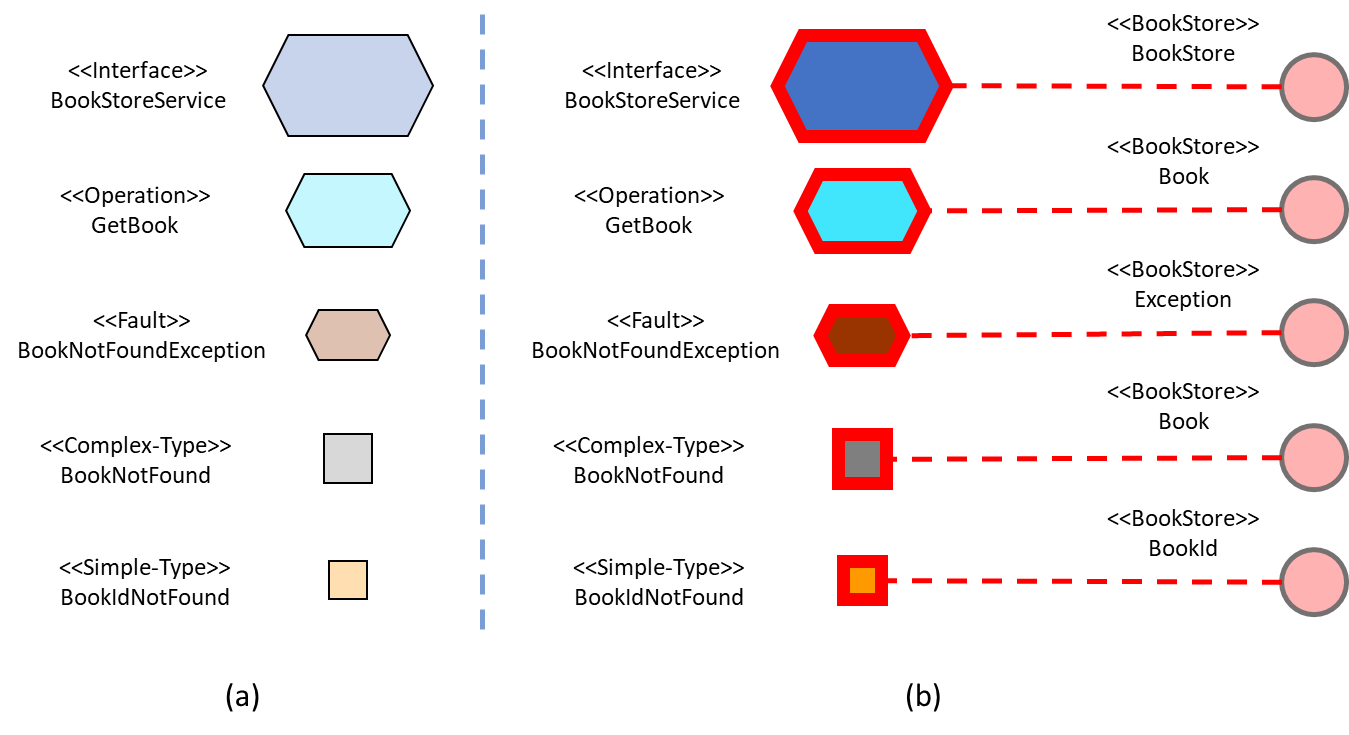 <<Interface>>
BookStoreService
<<Operation>>
GetBook
<<Fault>>
BookNotFoundException
<<Complex-Type>>
BookNotFound
<<Simple-Type>>
BookIdNotFound
(a)
<<Interface>>
BookStoreService
<<BookStore>>
BookStore
<<Operation>>
GetBook
<<BookStore>>
Book
<<Fault>>
BookNotFoundException
<<BookStore>>
Exception
<<Complex-Type>>
BookNotFound
<<BookStore>>
Book
<<Simple-Type>>
BookIdNotFound
<<BookStore>>
BookId
(b)